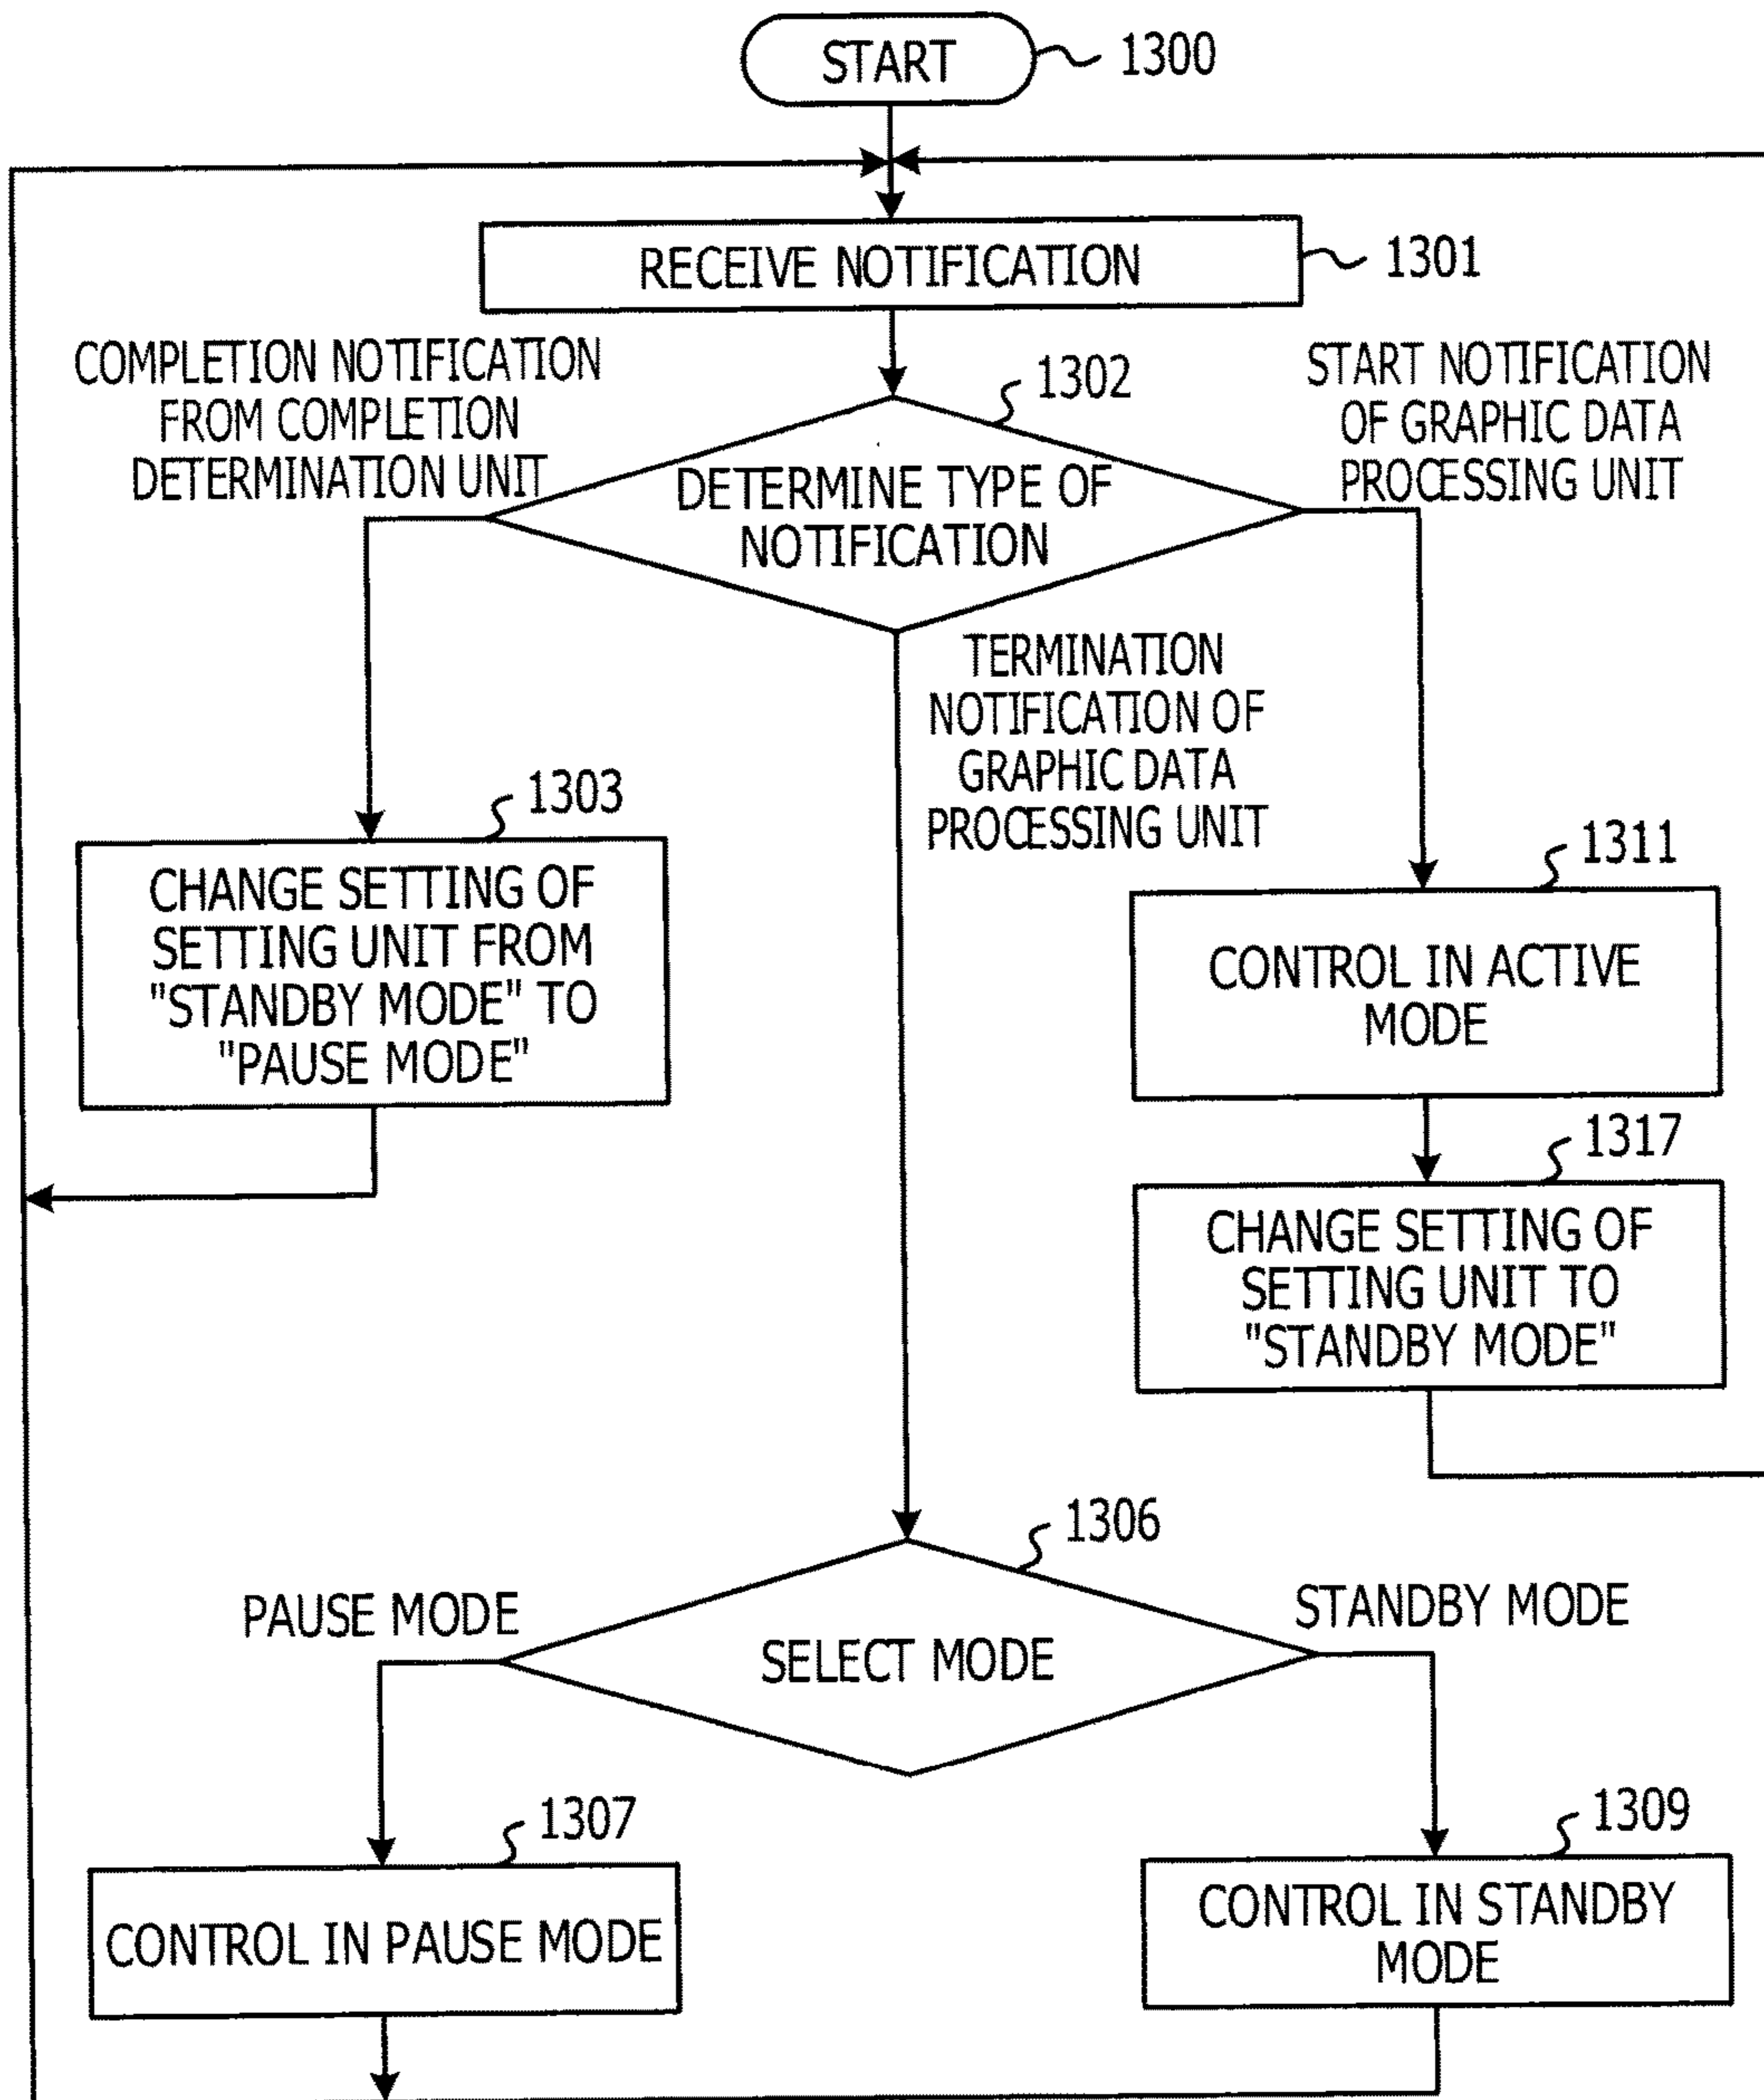 START
1300
RECEIVE NOTIFICATION
1301
COMPLETION NOTIFICATION
FROM COMPLETION
DETERMINATION UNIT
1302
START NOTIFICATION
OF GRAPHIC DATA
PROCESSING UNIT
DETERMINE TYPE OF
NOTIFICATION
TERMINATION
NOTIFICATION OF
GRAPHIC DATA
PROCESSING UNIT
1303
CHANGE SETTING OF
SETTING UNIT FROM
"STANDBY MODE" TO
"PAUSE MODE"
1311
CONTROL IN ACTIVE
MODE
1317
CHANGE SETTING OF
SETTING UNIT TO
"STANDBY MODE"
1306
PAUSE MODE
SELECT MODE
STANDBY MODE
1307
CONTROL IN PAUSE MODE
1309
CONTROL IN STANDBY
MODE